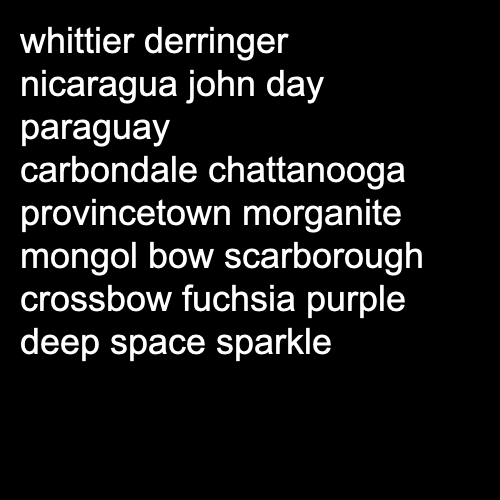 whittier derringer
nicaragua john day
paraguay
carbondale chattanooga
provincetown morganite
mongol bow scarborough
crossbow fuchsia purple
deep space sparkle